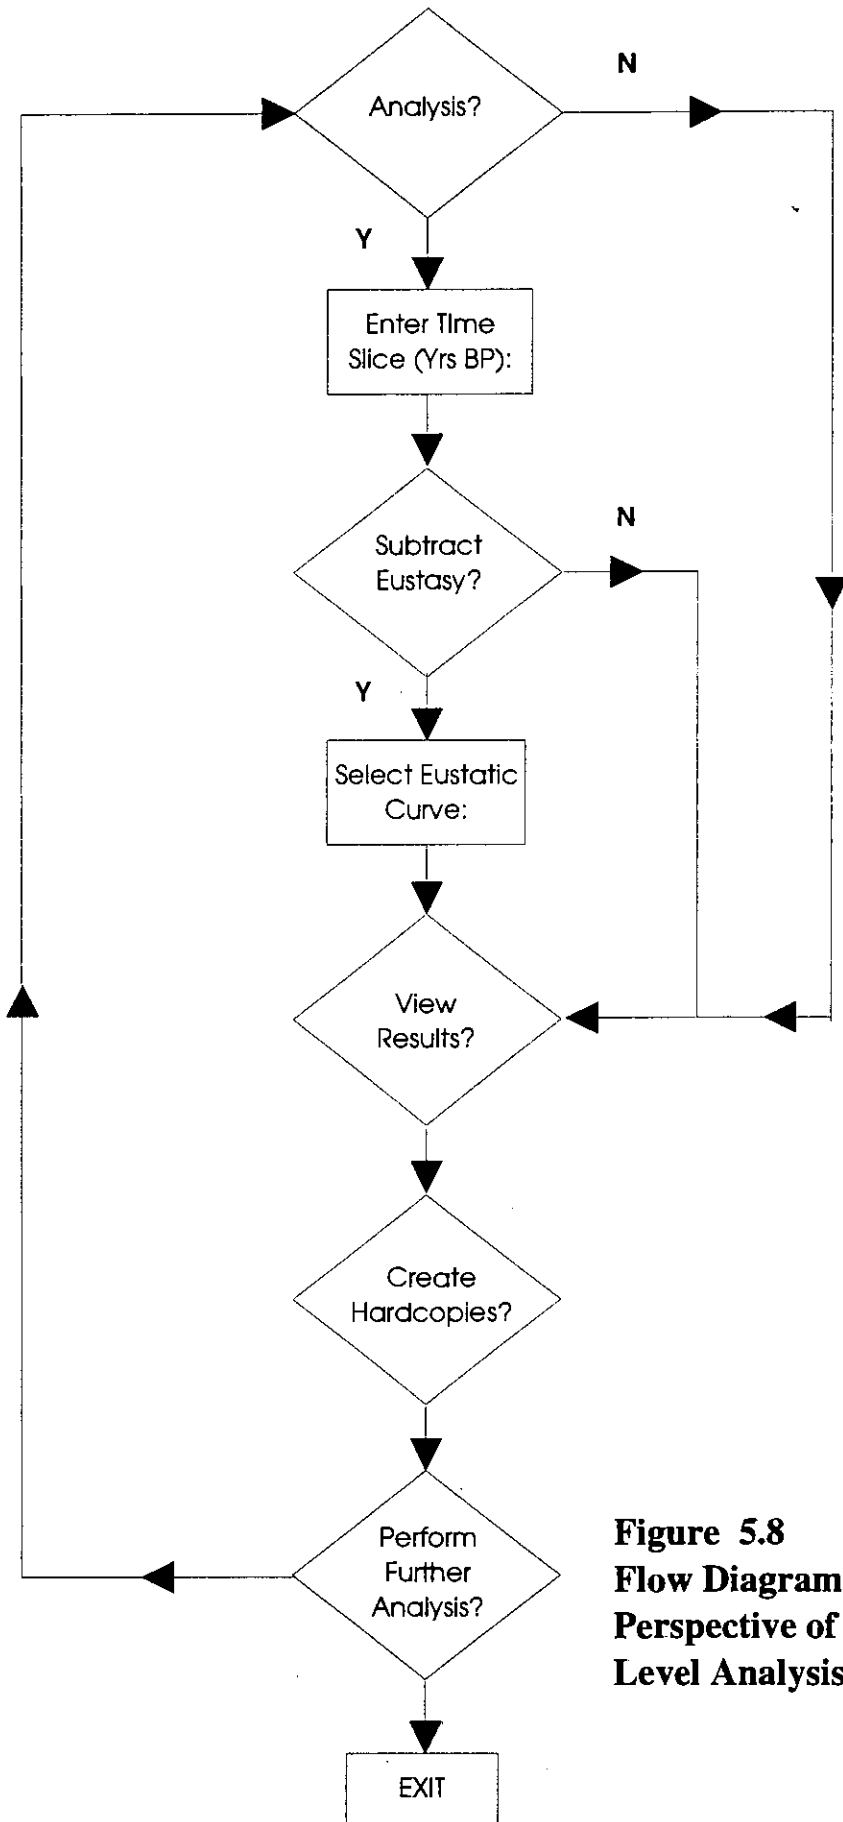 Analysis?
N
Y
Enter Time
Slice (Yrs BP):
Subtract
Eustasy?
N
Y
Select Eustatic
Curve:
View
Results?
Create
Hardcopies?
Perform
Further
Analysis?
EXIT
Figure 5.8
Flow Diagram
Perspective of
Level Analysis